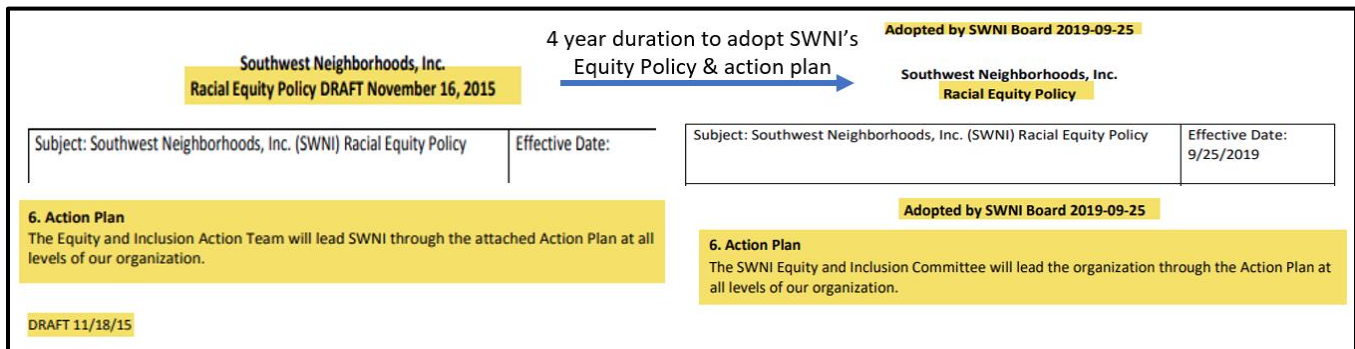 Southwest Neighborhoods, Inc.
Racial Equity Policy DRAFT November 16, 2015
Subject: Southwest Neighborhoods, Inc. (SWNI) Racial Equity Policy
Effective Date:
6. Action Plan
The Equity and Inclusion Action Team will lead SWNI through the attached Action Plan at all
levels of our organization.
DRAFT 11/18/15
4 year duration to adopt SWNI's
Equity Policy & action plan
Adopted by SWNI Board 2019-09-25
Southwest Neighborhoods, Inc.
Racial Equity Policy
Subject: Southwest Neighborhoods, Inc. (SWNI) Racial Equity Policy
Effective Date:
9/25/2019
Adopted by SWNI Board 2019-09-25
6. Action Plan
The SWNI Equity and Inclusion Committee will lead the organization through the Action Plan at
all levels of our organization.